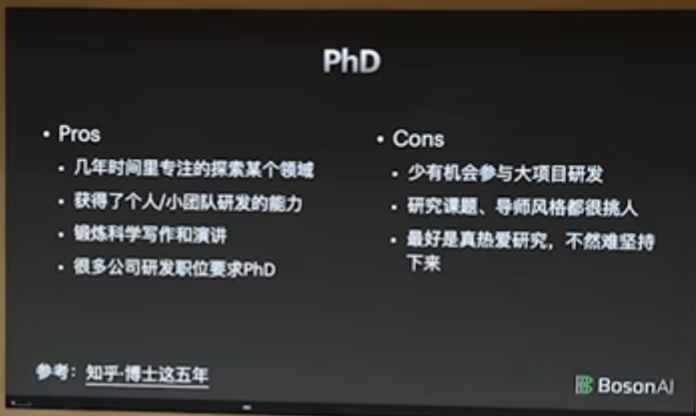 PhD
• Pros
• 几年时间里专注的探索某个领域
• 获得了个人/小团队研发的能力
• 锻炼科学写作和演讲
• 很多公司研发职位要求PhD
• Cons
• 少有机会参与大项目研发
• 研究课题、导师风格都很挑人
• 最好是真热爱研究，不然难坚持
下来
参考：知乎·博士这五年
BosonAI